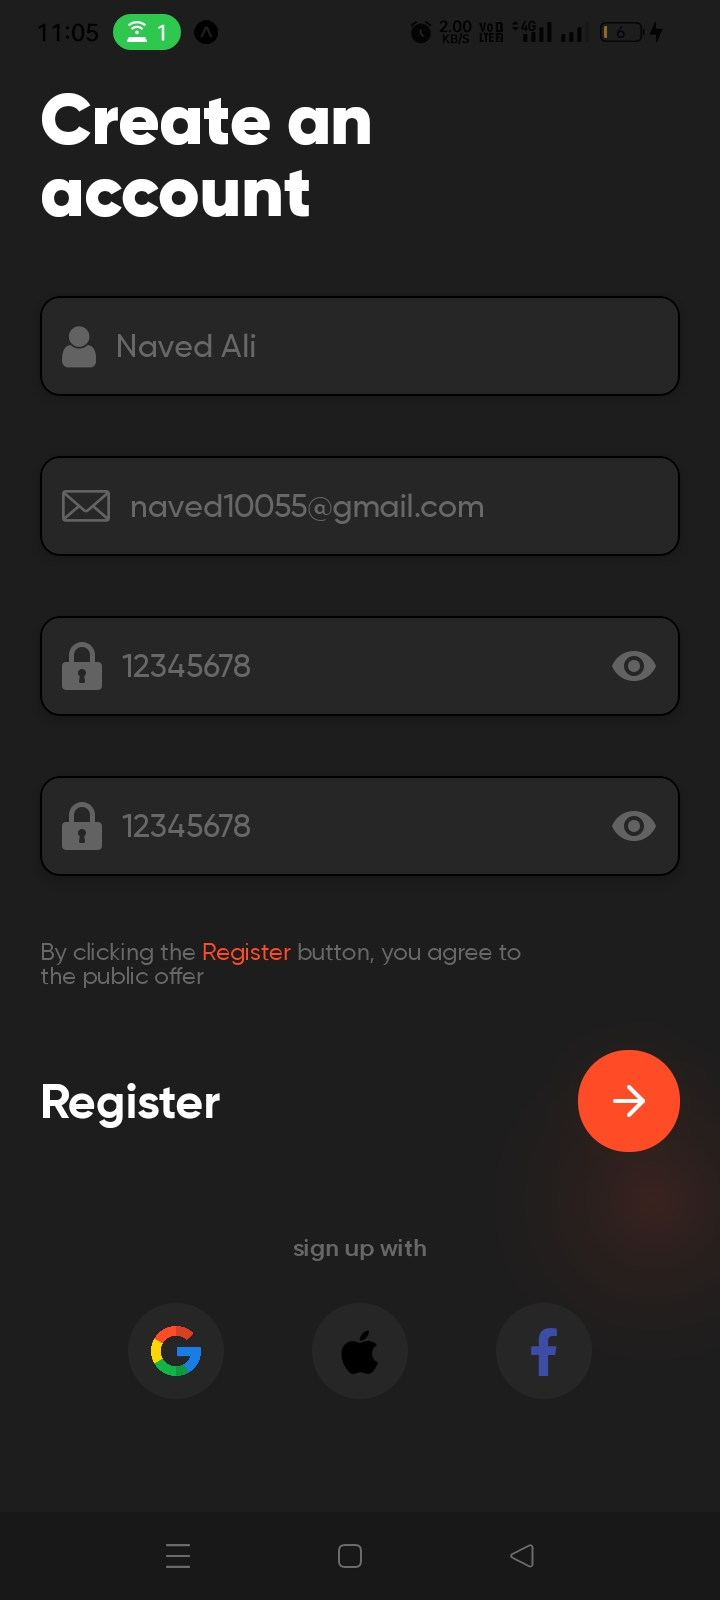 11:05 1 2.00 KB/S Vo LTE 4G 6
Create an
account
Naved Ali
naved10055@gmail.com
12345678
12345678
By clicking the Register button, you agree to
the public offer
Register
sign up with